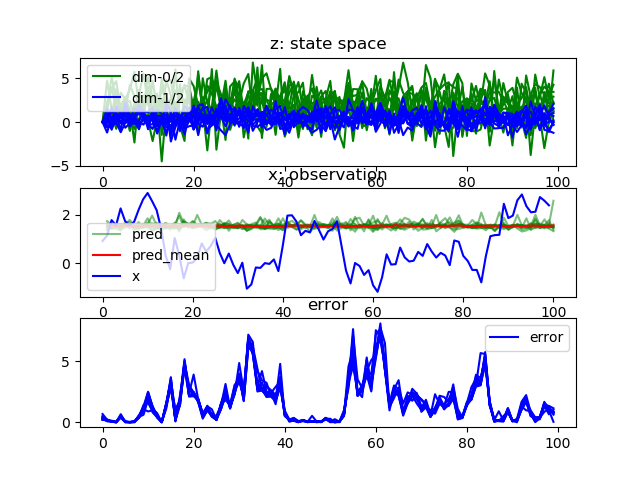 z: state space
5
0
−5
dim-0/2
dim-1/2
0 20 40 60 80 100
x: observation
2
0
pred
pred_mean
x
0 20 40 60 80 100
error
5
0
error
0 20 40 60 80 100